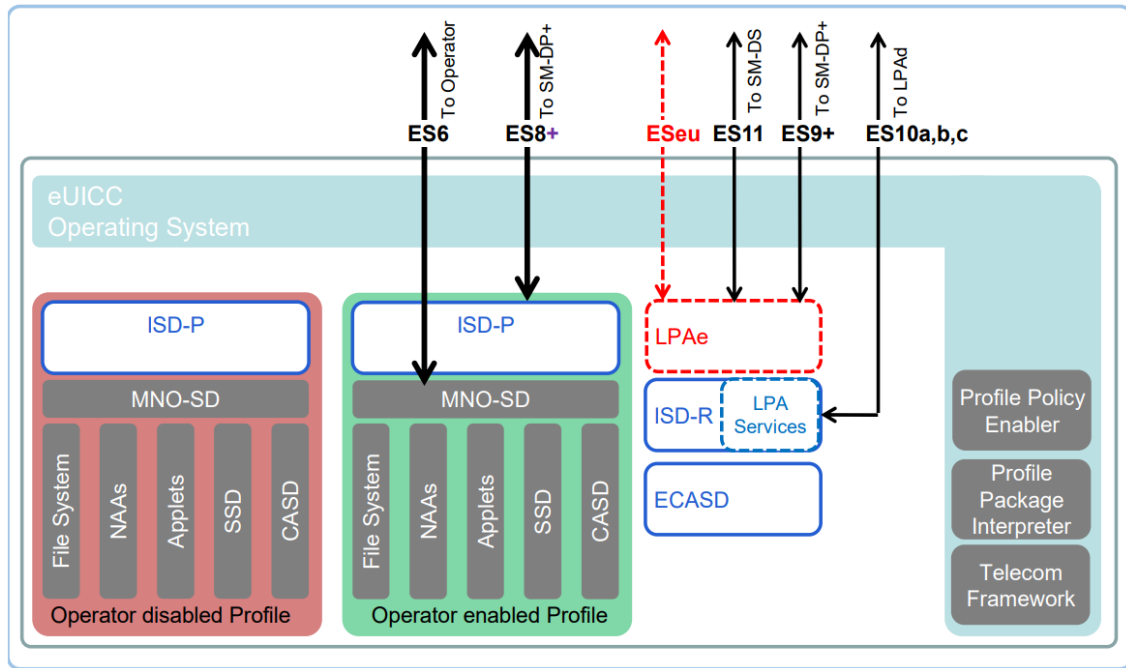 To Operator
To SM-DP+
To SM-DS
To SM-DP+
To LPAd
ES6
ES8+
ESeu
ES11
ES9+
ES10a,b,c
eUICC
Operating System
ISD-P
MNO-SD
File System
NAAs
Applets
SSD
CASD
Operator disabled Profile
ISD-P
MNO-SD
File System
NAAs
Applets
SSD
CASD
Operator enabled Profile
LPAe
ISD-R
LPA
Services
ECASD
Profile Policy
Enabler
Profile
Package
Interpreter
Telecom
Framework